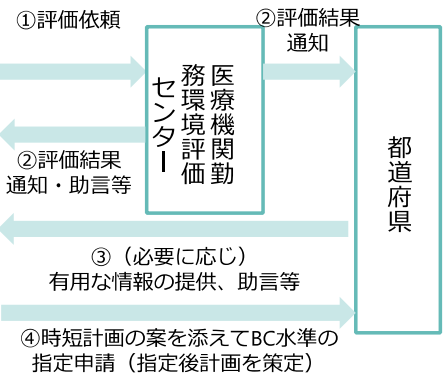 ①評価依頼
②評価結果
通知
医療機関勤
務環境評価
センター
都道府県
②評価結果
通知・助言等
③（必要に応じ）
有用な情報の提供、助言等
④時短計画の案を添えてBC水準の
指定申請（指定後計画を策定）